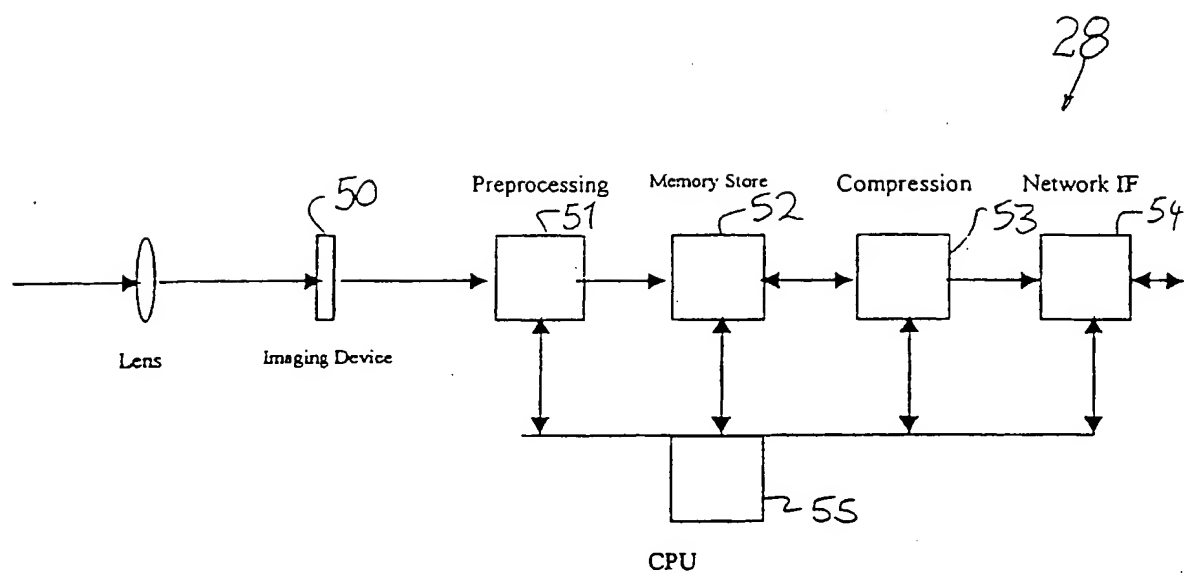 28
50
Preprocessing
51
Memory Store
52
Compression
53
Network IF
54
Lens
Imaging Device
55
CPU